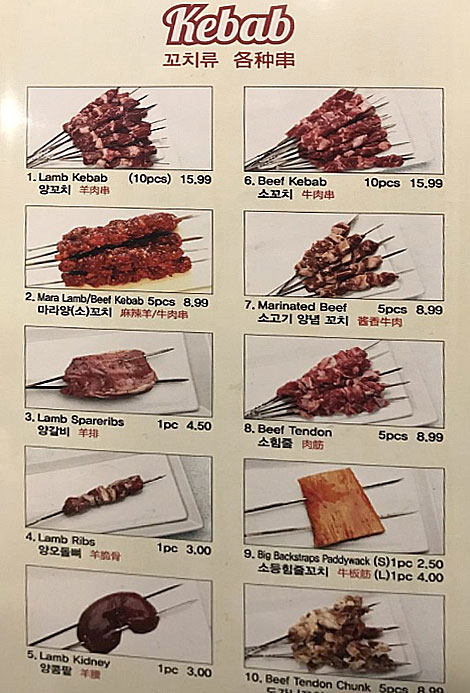 Kebab
꼬치류 各种串
1. Lamb Kebab (10pcs) 15.99
양꼬치 羊肉串
2. Mara Lamb/Beef Kebab 5pcs 8.99
마라양(소)꼬치 麻辣羊/牛肉串
3. Lamb Spareribs 1pc 4.50
양갈비 羊排
4. Lamb Ribs
양오돌뼈 羊脆骨 1pc 3.00
5. Lamb Kidney
양콩팥 羊腰 1pc 3.00
6. Beef Kebab 10pcs 15.99
소꼬치 牛肉串
7. Marinated Beef 5pcs 8.99
소고기 양념 꼬치 酱香牛肉
8. Beef Tendon
소힘줄 肉筋 5pcs 8.99
9. Big Backstraps Paddywack (S)1pc 2.50
소등힘줄꼬치 牛板筋 (L)1pc 4.00
10. Beef Tendon Chunk 5pcs 8.99